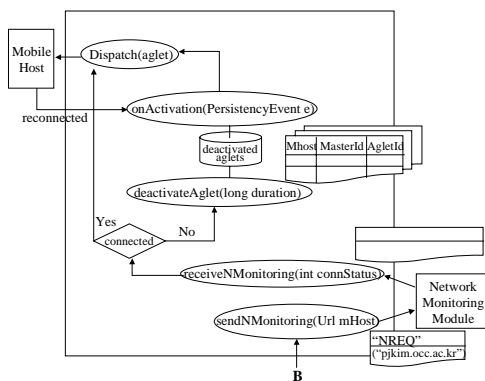 Mobile
Host
Dispatch(aglet)
reconnected
onActivation(PersistencyEvent e)
deactivated
aglets
Mhost MasterId AgletId
deactivateAglet(long duration)
Yes
No
connected
receiveNMonitoring(int connStatus)
Network
Monitoring
Module
sendNMonitoring(Url mHost
"NREQ"
("pjkim.occ.ac.kr")
B